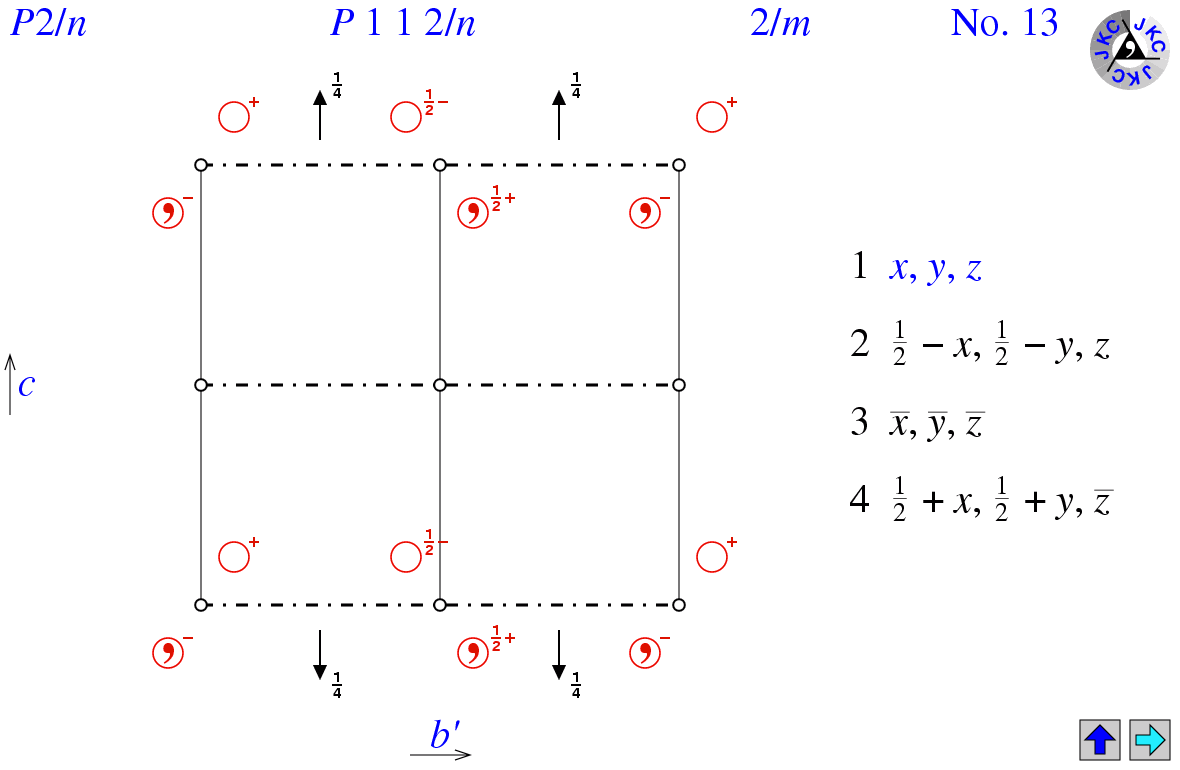 P2/n P 1 1 2/n 2/m No. 13
JKC JKC JKC
1/4 1/4
+ 1/2− +
− 1/2+ −
1 x, y, z
2 1/2 − x, 1/2 − y, z
c
3 x̅, y̅, z̅
4 1/2 + x, 1/2 + y, z̅
+ 1/2− +
− 1/2+ −
1/4 1/4
b′